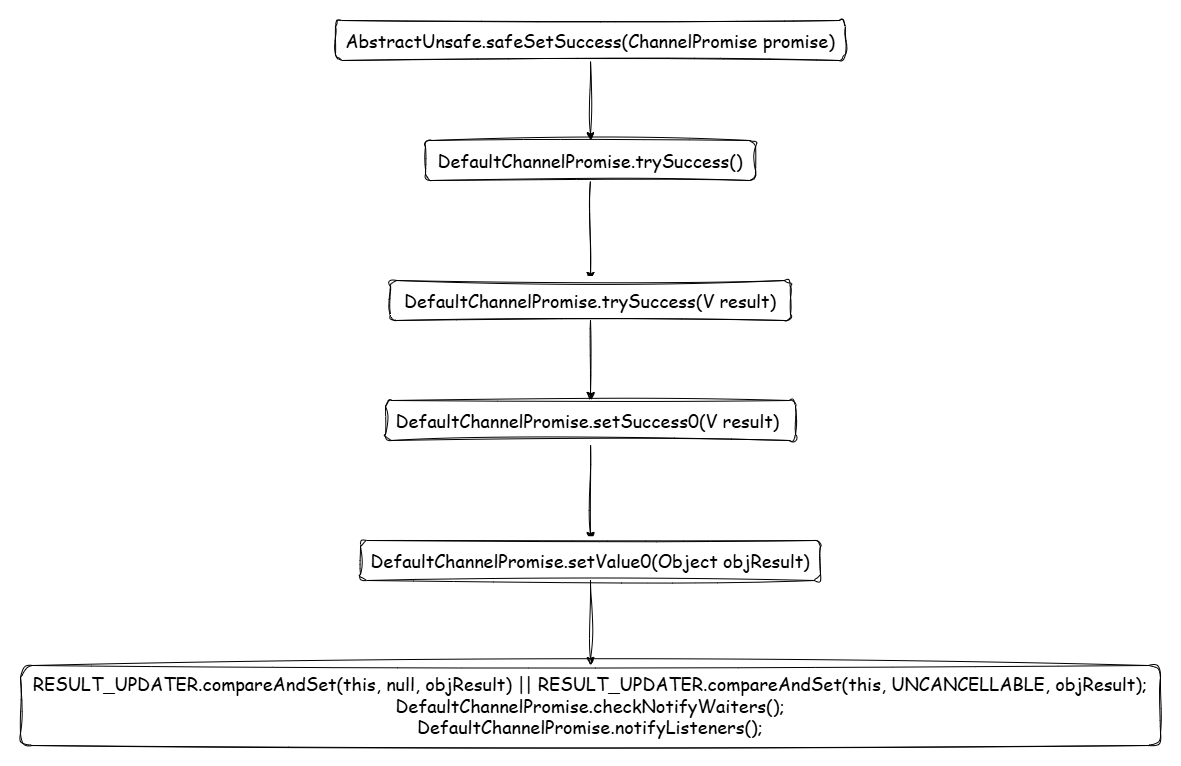 AbstractUnsafe.safeSetSuccess(ChannelPromise promise)
DefaultChannelPromise.trySuccess()
DefaultChannelPromise.trySuccess(V result)
DefaultChannelPromise.setSuccess0(V result)
DefaultChannelPromise.setValue0(Object objResult)
RESULT_UPDATER.compareAndSet(this, null, objResult) || RESULT_UPDATER.compareAndSet(this, UNCANCELLABLE, objResult);
DefaultChannelPromise.checkNotifyWaiters();
DefaultChannelPromise.notifyListeners();